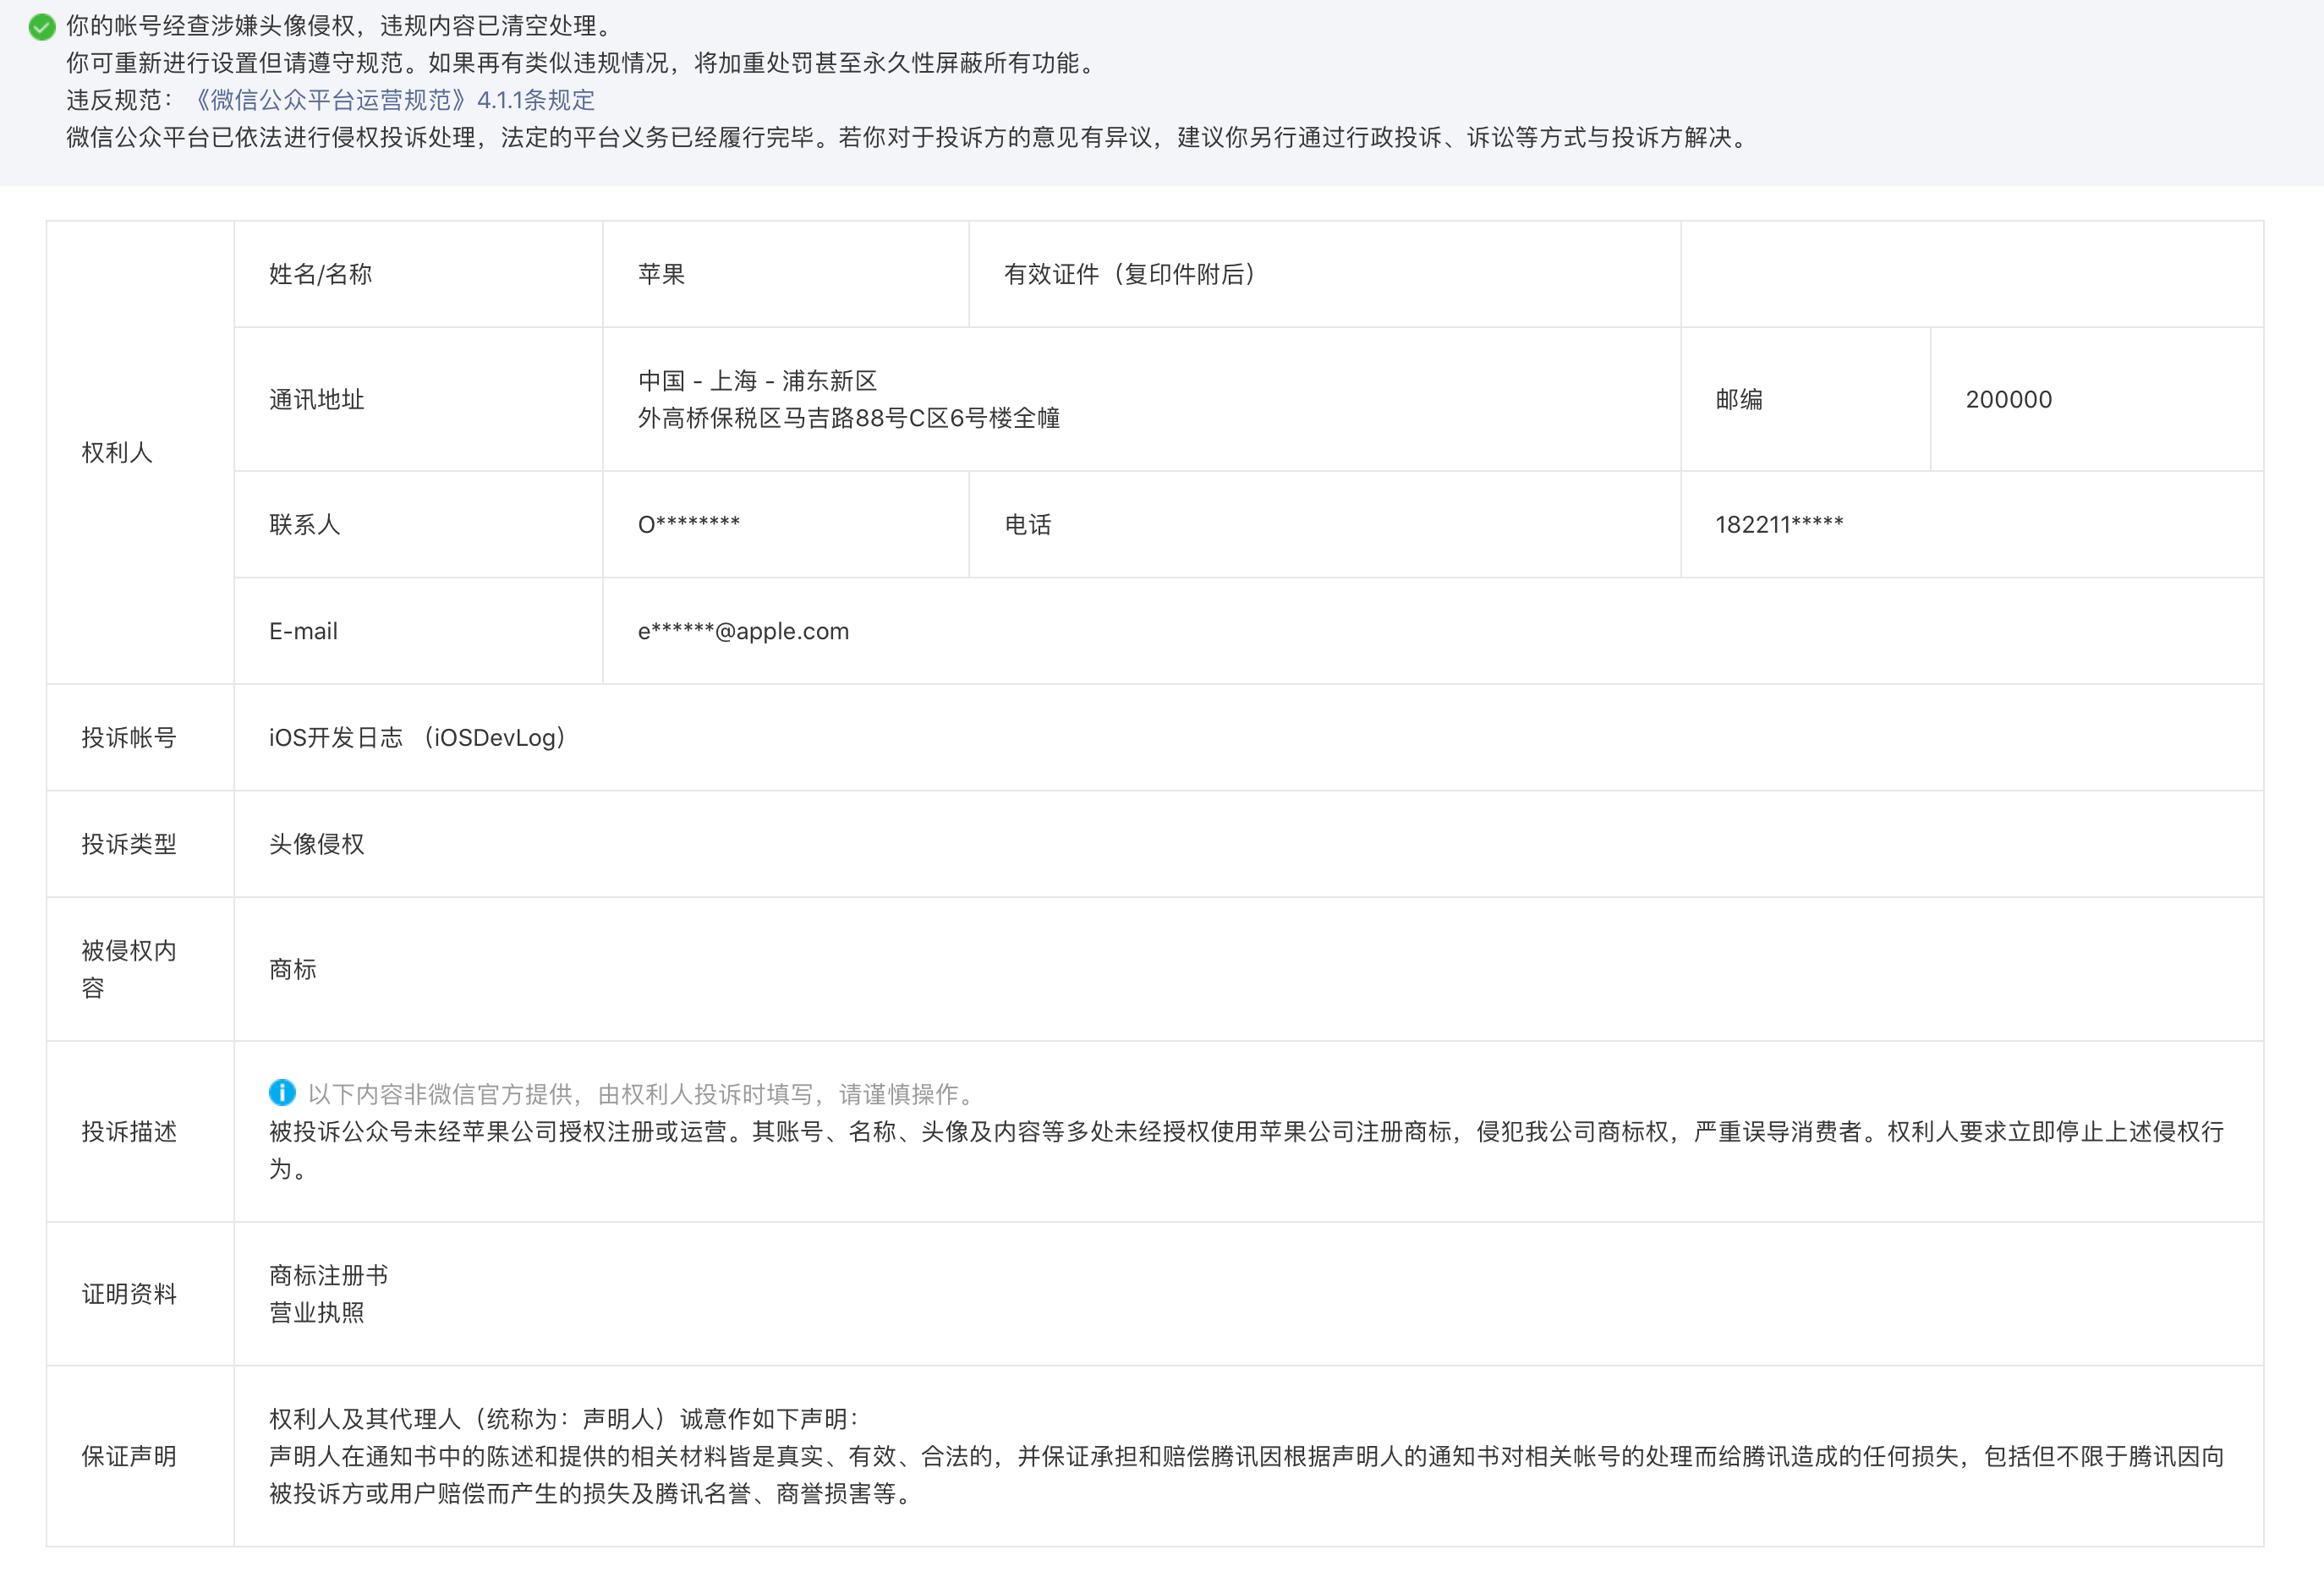 你的帐号经查涉嫌头像侵权，违规内容已清空处理。
你可重新进行设置但请遵守规范。如果再有类似违规情况，将加重处罚甚至永久性屏蔽所有功能。
违反规范：《微信公众平台运营规范》4.1.1条规定
微信公众平台已依法进行侵权投诉处理，法定的平台义务已经履行完毕。若你对于投诉方的意见有异议，建议你另行通过行政投诉、诉讼等方式与投诉方解决。
权利人
姓名/名称
苹果
有效证件（复印件附后）
通讯地址
中国 - 上海 - 浦东新区
外高桥保税区马吉路88号C区6号楼全幢
邮编
200000
联系人
O********
电话
182211*****
E-mail
e******@apple.com
投诉帐号
iOS开发日志 （iOSDevLog）
投诉类型
头像侵权
被侵权内
容
商标
投诉描述
以下内容非微信官方提供，由权利人投诉时填写，请谨慎操作。
被投诉公众号未经苹果公司授权注册或运营。其账号、名称、头像及内容等多处未经授权使用苹果公司注册商标，侵犯我公司商标权，严重误导消费者。权利人要求立即停止上述侵权行
为。
证明资料
商标注册书
营业执照
保证声明
权利人及其代理人（统称为：声明人）诚意作如下声明：
声明人在通知书中的陈述和提供的相关材料皆是真实、有效、合法的，并保证承担和赔偿腾讯因根据声明人的通知书对相关帐号的处理而给腾讯造成的任何损失，包括但不限于腾讯因向
被投诉方或用户赔偿而产生的损失及腾讯名誉、商誉损害等。